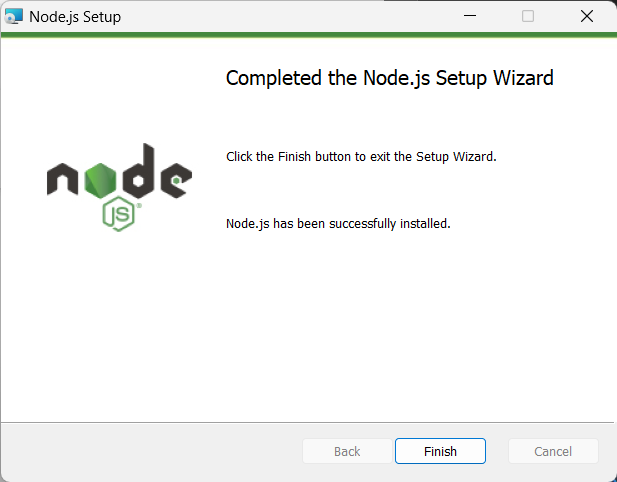 Node.js Setup
Completed the Node.js Setup Wizard
Click the Finish button to exit the Setup Wizard.
node
JS
Node.js has been successfully installed.
Back
Finish
Cancel